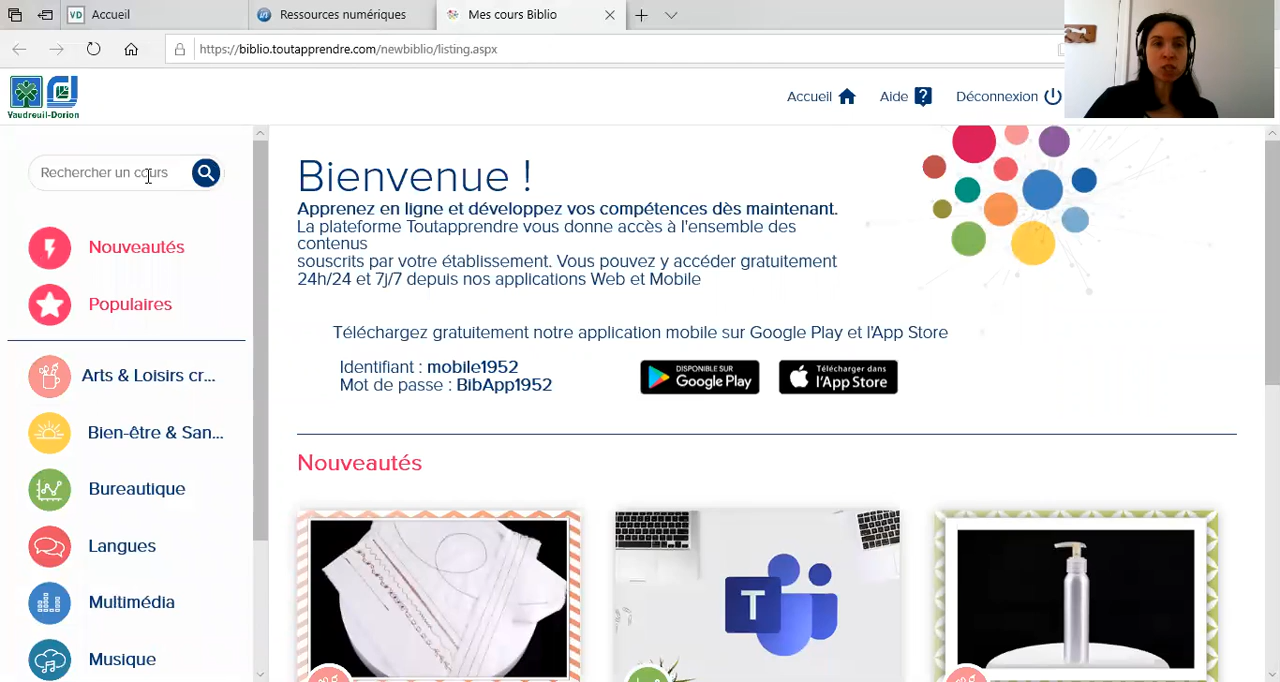 VD Accueil
Ressources numériques
Mes cours Biblio
https://biblio.toutapprendre.com/newbiblio/listing.aspx
Vaudreuil-Dorion
Accueil
Aide ?
Déconnexion
Rechercher un cours
Nouveautés
Populaires
Arts & Loisirs cr...
Bien-être & San...
Bureautique
Langues
Multimédia
Musique
Bienvenue !
Apprenez en ligne et développez vos compétences dès maintenant.
La plateforme Toutapprendre vous donne accès à l'ensemble des
contenus
souscrits par votre établissement. Vous pouvez y accéder gratuitement
24h/24 et 7j/7 depuis nos applications Web et Mobile
Téléchargez gratuitement notre application mobile sur Google Play et l'App Store
Identifiant : mobile1952
Mot de passe : BibApp1952
DISPONIBLE SUR
Google Play
Télécharger dans
l'App Store
Nouveautés
T